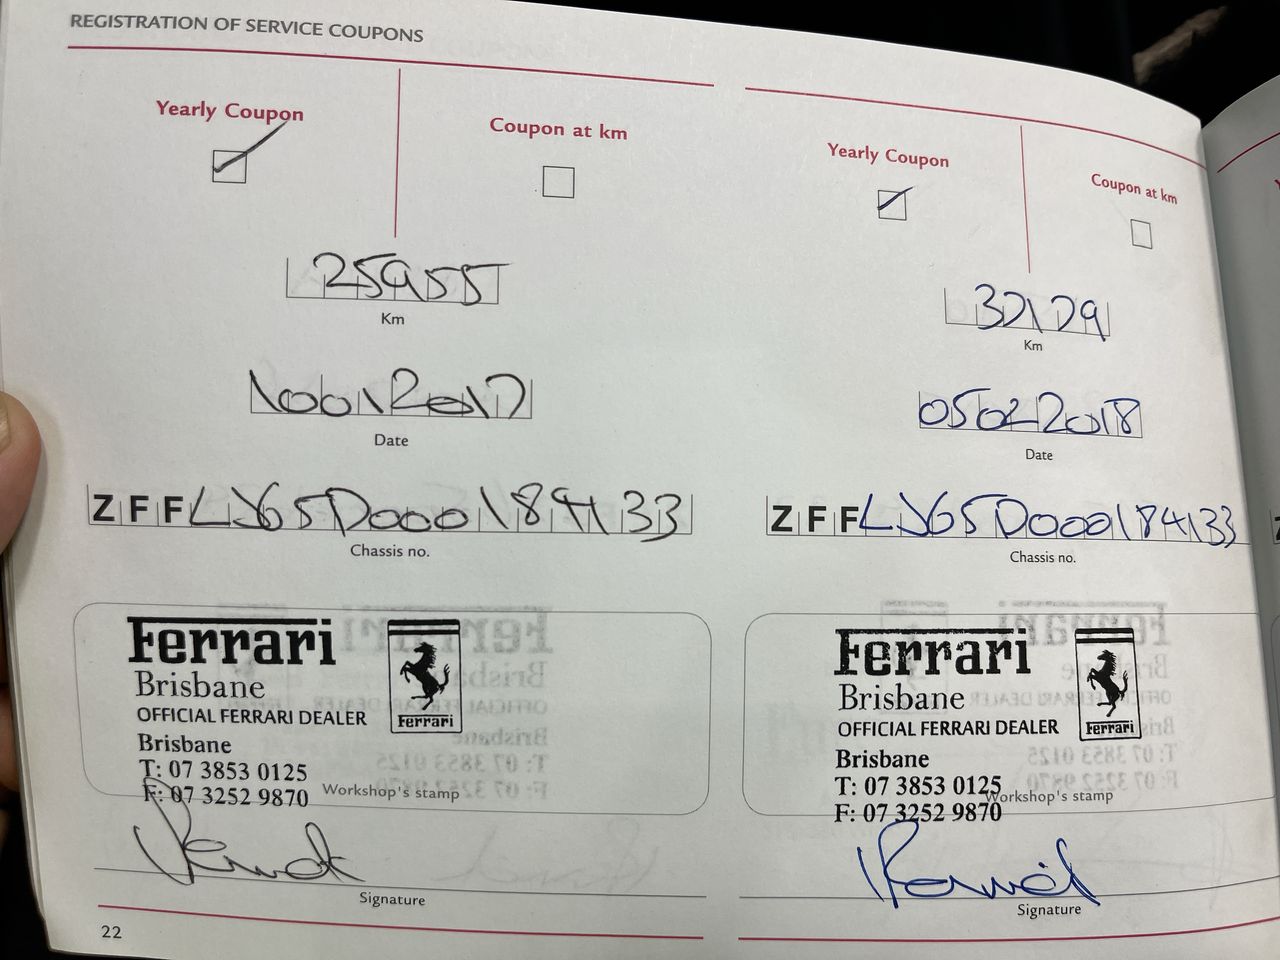 REGISTRATION OF SERVICE COUPONS
Yearly Coupon
Coupon at km
25955
Km
10012017
Date
ZFFLJ65D000184133
Chassis no.
Ferrari
Brisbane
OFFICIAL FERRARI DEALER
Brisbane
T: 07 3853 0125
F: 07 3252 9870
Ferrari
Workshop's stamp
Signature
22
Yearly Coupon
Coupon at km
32129
Km
05022018
Date
ZFFLJ65D000184133
Chassis no.
Ferrari
Brisbane
OFFICIAL FERRARI DEALER
Brisbane
T: 07 3853 0125
F: 07 3252 9870
Ferrari
Workshop's stamp
Signature